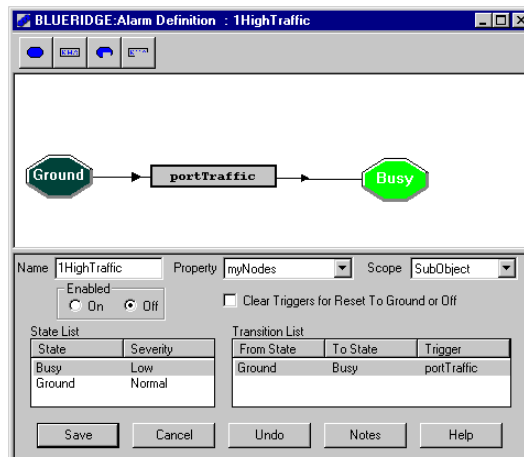 BLUERIDGE:Alarm Definition : 1HighTraffic
Ground portTraffic Busy
Name 1HighTraffic Property myNodes Scope SubObject
Enabled
On Off Clear Triggers for Reset To Ground or Off
State List Transition List
State Severity From State To State Trigger
Busy Low Ground Busy portTraffic
Ground Normal
Save Cancel Undo Notes Help